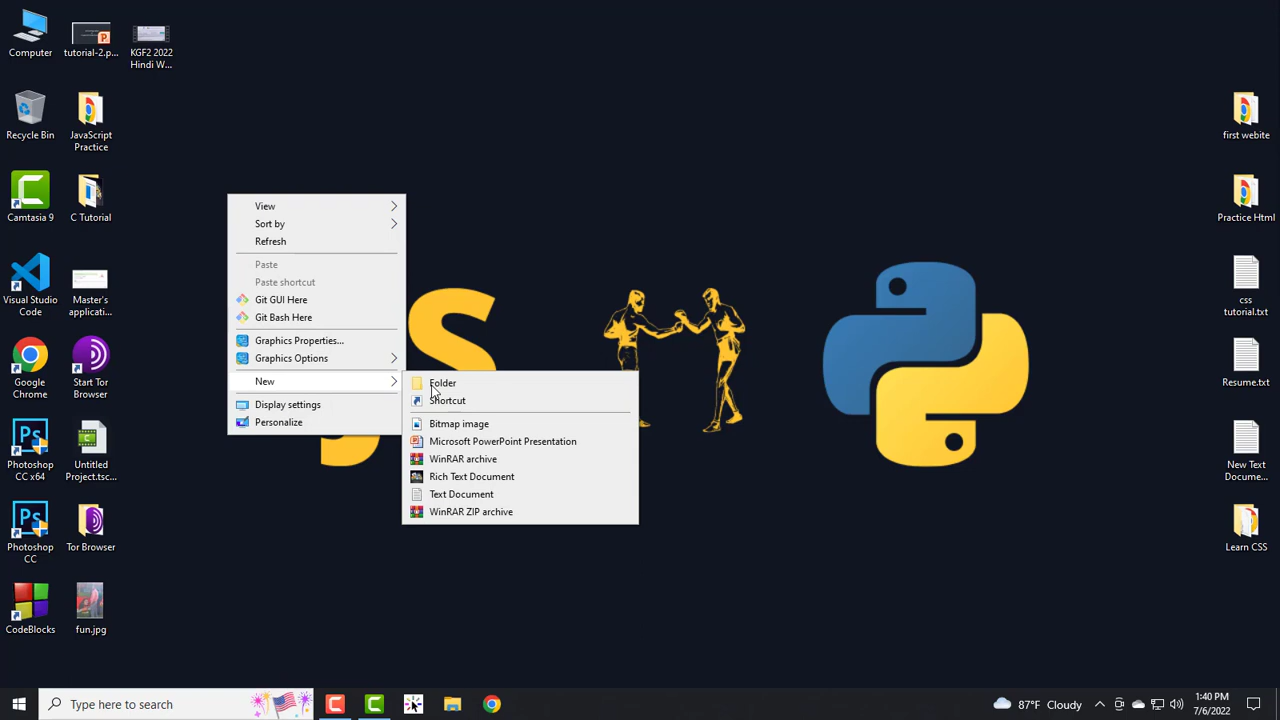 Computer
tutorial-2.p...
KGF2 2022
Hindi W...
Recycle Bin
JavaScript
Practice
first webite
Camtasia 9
C Tutorial
Practice Html
View
Sort by
Refresh
Paste
Paste shortcut
Git GUI Here
Git Bash Here
Graphics Properties...
Graphics Options
New
Display settings
Personalize
Folder
Shortcut
Bitmap image
Microsoft PowerPoint Presentation
WinRAR archive
Rich Text Document
Text Document
WinRAR ZIP archive
Visual Studio
Code
Master's
applicati...
css
tutorial.txt
Google
Chrome
Start Tor
Browser
Resume.txt
Photoshop
CC x64
Untitled
Project.tsc...
New Text
Docume...
Photoshop
CC
Tor Browser
Learn CSS
CodeBlocks
fun.jpg
Type here to search
87°F Cloudy
1:40 PM
7/6/2022